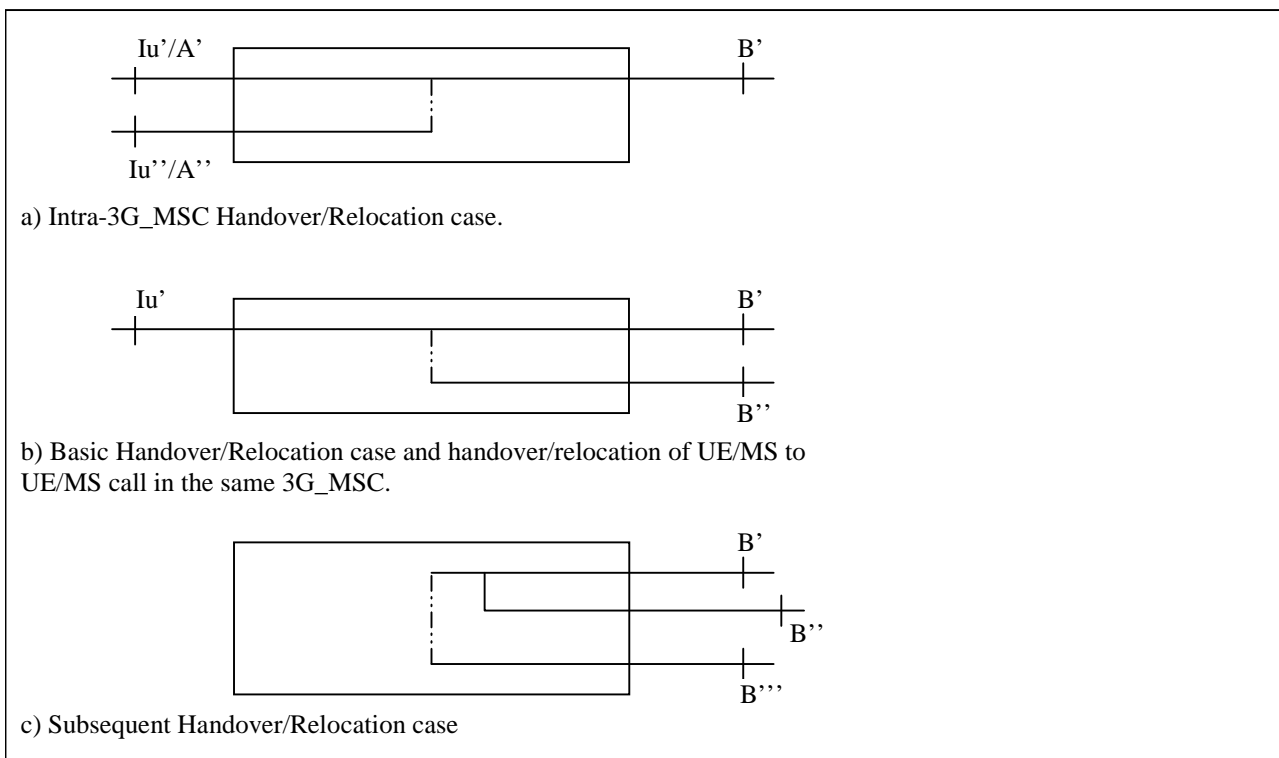 Iu’/A’
B’
Iu’’/A’’
a) Intra-3G_MSC Handover/Relocation case.
Iu’
B’
B’’
b) Basic Handover/Relocation case and handover/relocation of UE/MS to
UE/MS call in the same 3G_MSC.
B’
B’’
B’’’
c) Subsequent Handover/Relocation case